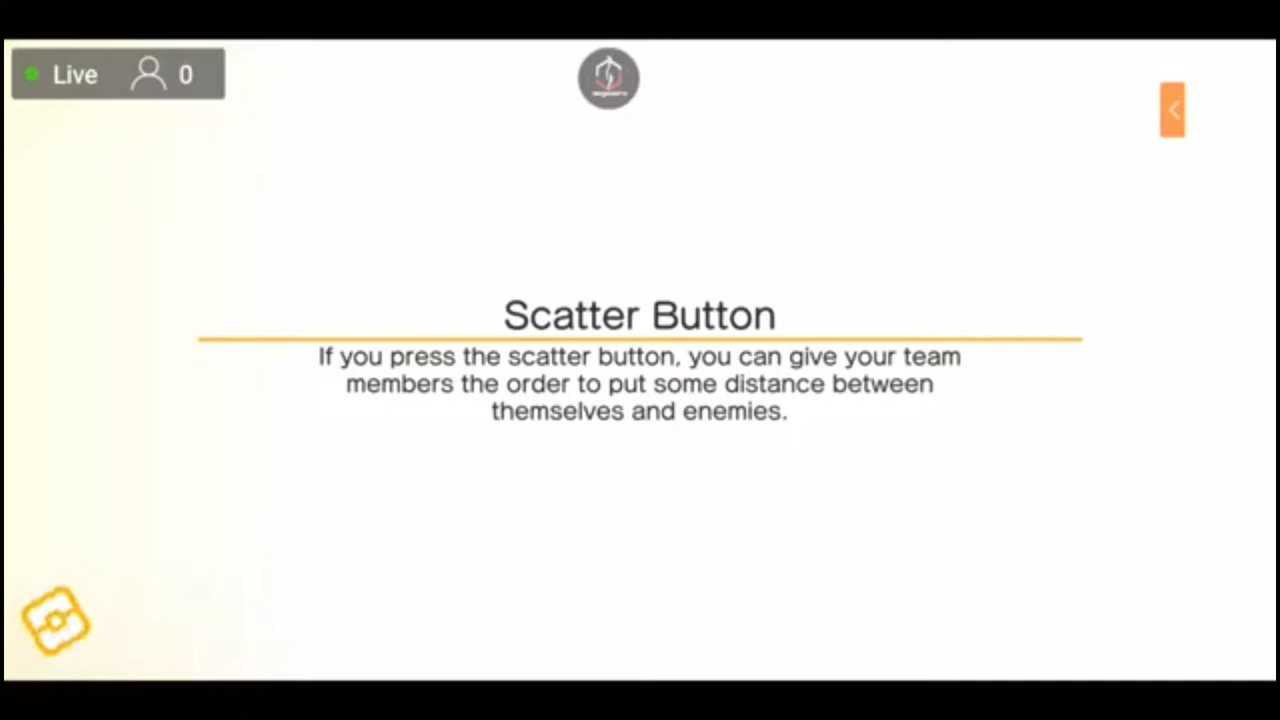 Live 0
Scatter Button
If you press the scatter button, you can give your team
members the order to put some distance between
themselves and enemies.